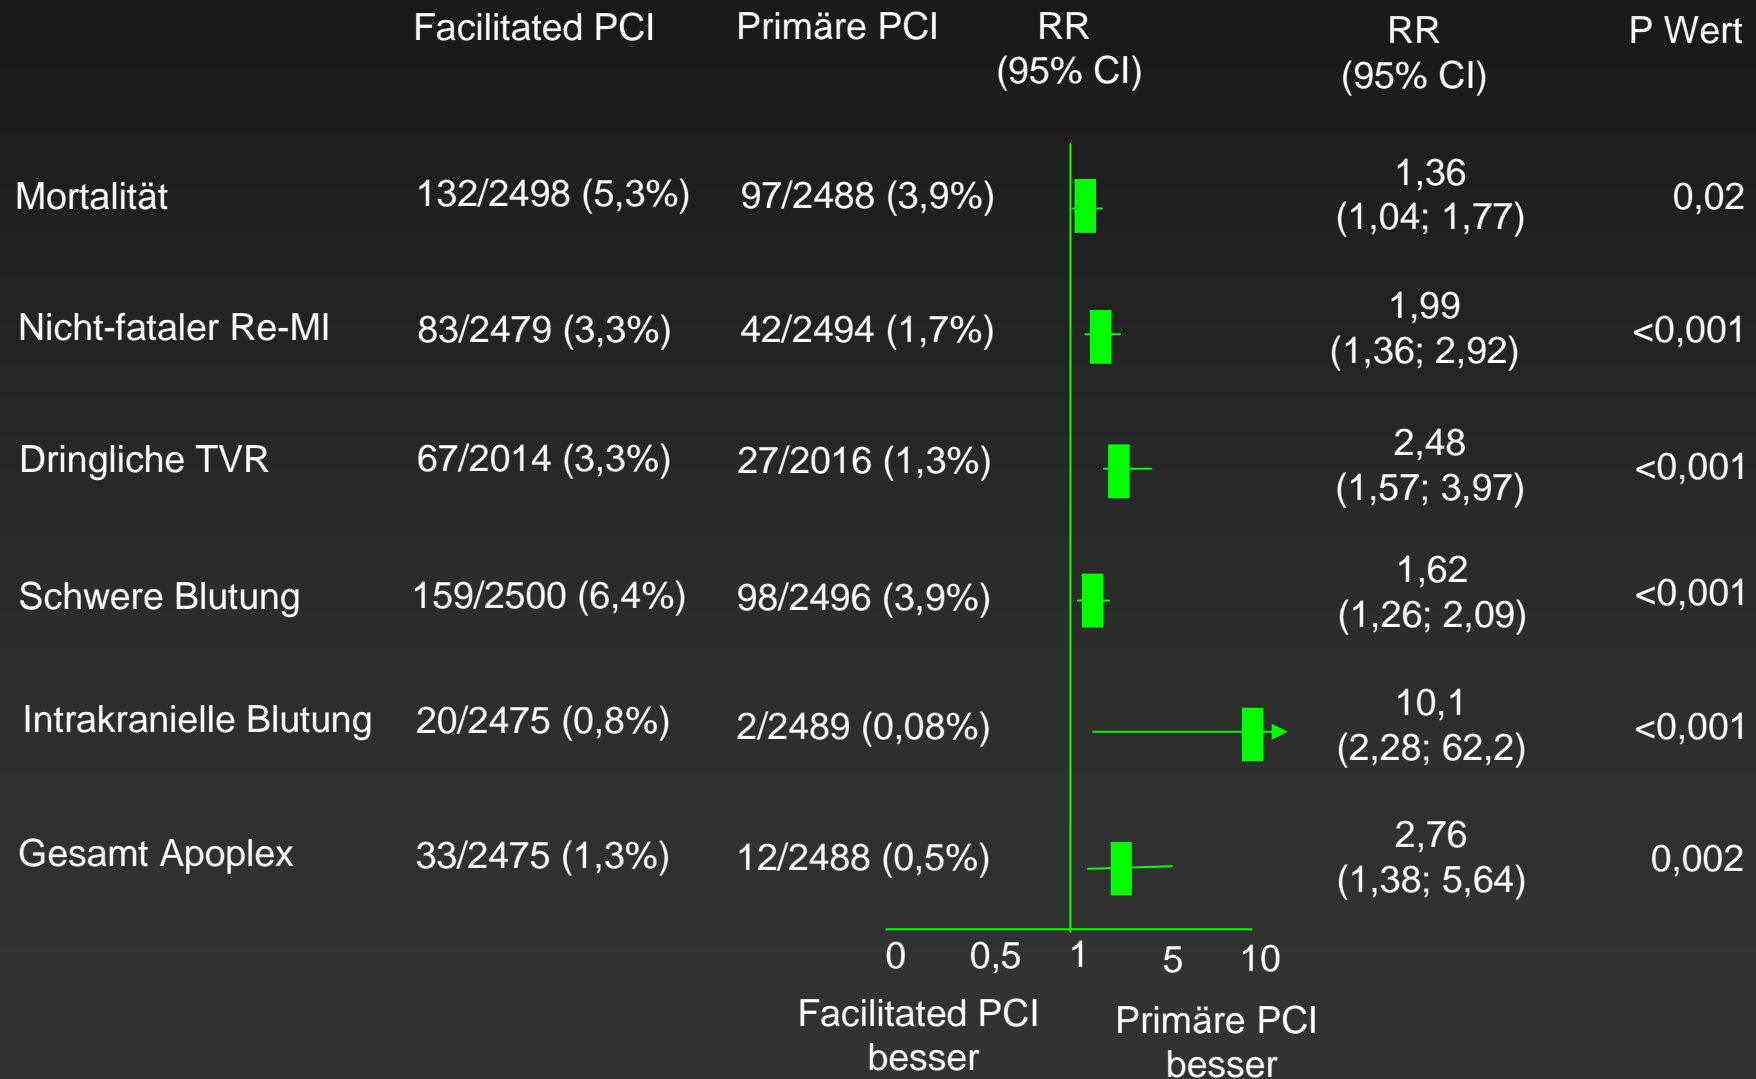 Facilitated PCI Primäre PCI RR RR P Wert
(95% CI) (95% CI)
Mortalität 132/2498 (5,3%) 97/2488 (3,9%) 1,36 0,02
(1,04; 1,77)
Nicht-fataler Re-MI 83/2479 (3,3%) 42/2494 (1,7%) 1,99 <0,001
(1,36; 2,92)
Dringliche TVR 67/2014 (3,3%) 27/2016 (1,3%) 2,48 <0,001
(1,57; 3,97)
Schwere Blutung 159/2500 (6,4%) 98/2496 (3,9%) 1,62 <0,001
(1,26; 2,09)
Intrakranielle Blutung 20/2475 (0,8%) 2/2489 (0,08%) 10,1 <0,001
(2,28; 62,2)
Gesamt Apoplex 33/2475 (1,3%) 12/2488 (0,5%) 2,76 0,002
(1,38; 5,64)
0 0,5 1 5 10
Facilitated PCI Primäre PCI
besser besser